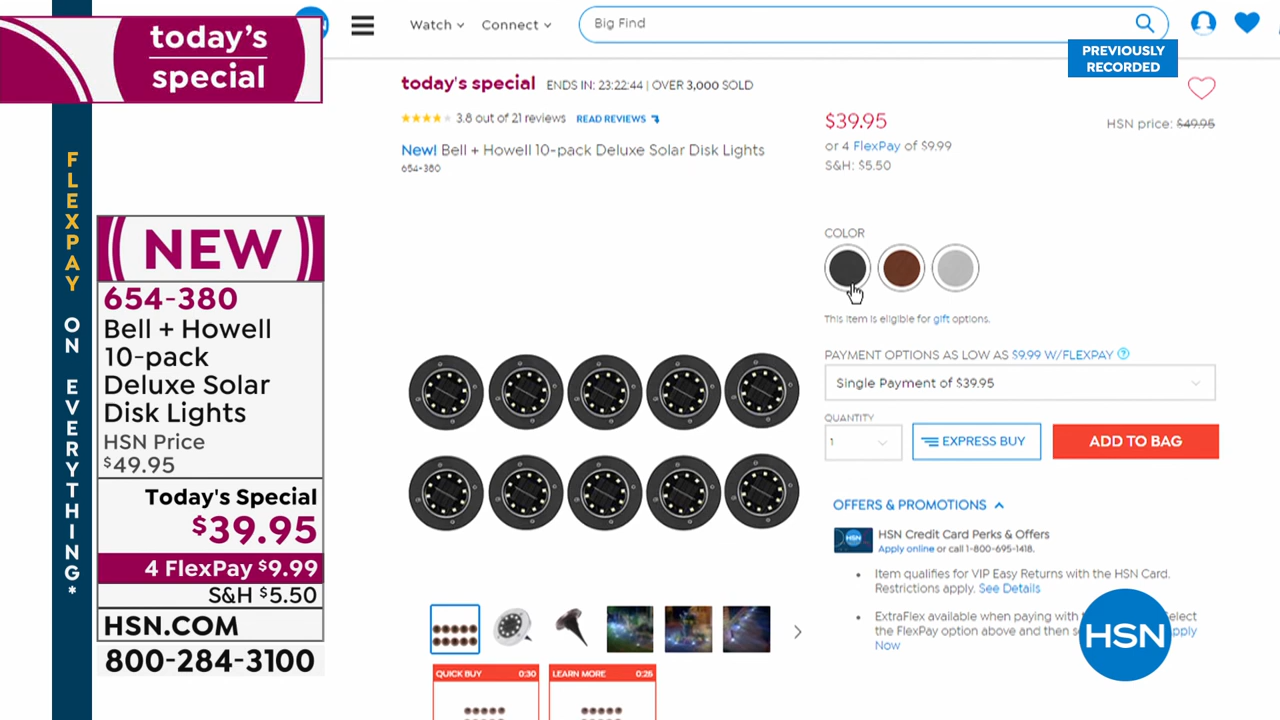 today's
special
FLEXPAY ON EVERYTHING*
NEW
654-380
Bell + Howell
10-pack
Deluxe Solar
Disk Lights
HSN Price
$49.95
Today's Special
$39.95
4 FlexPay $9.99
S&H $5.50
HSN.COM
800-284-3100
Watch
Connect
Big Find
PREVIOUSLY
RECORDED
today's special ENDS IN: 23:22:44 | OVER 3,000 SOLD
3.8 out of 21 reviews READ REVIEWS
New! Bell + Howell 10-pack Deluxe Solar Disk Lights
654-380
$39.95
HSN price: $49.95
or 4 FlexPay of $9.99
S&H: $5.50
COLOR
This item is eligible for gift options.
PAYMENT OPTIONS AS LOW AS $9.99 W/FLEXPAY ?
Single Payment of $39.95
QUANTITY
1
EXPRESS BUY
ADD TO BAG
OFFERS & PROMOTIONS
HSN
HSN Credit Card Perks & Offers
Apply online or call 1-800-695-1418.
• Item qualifies for VIP Easy Returns with the HSN Card.
Restrictions apply. See Details
• ExtraFlex available when paying with
the FlexPay option above and then
Now
HSN
QUICK BUY 0:30
LEARN MORE 0:26